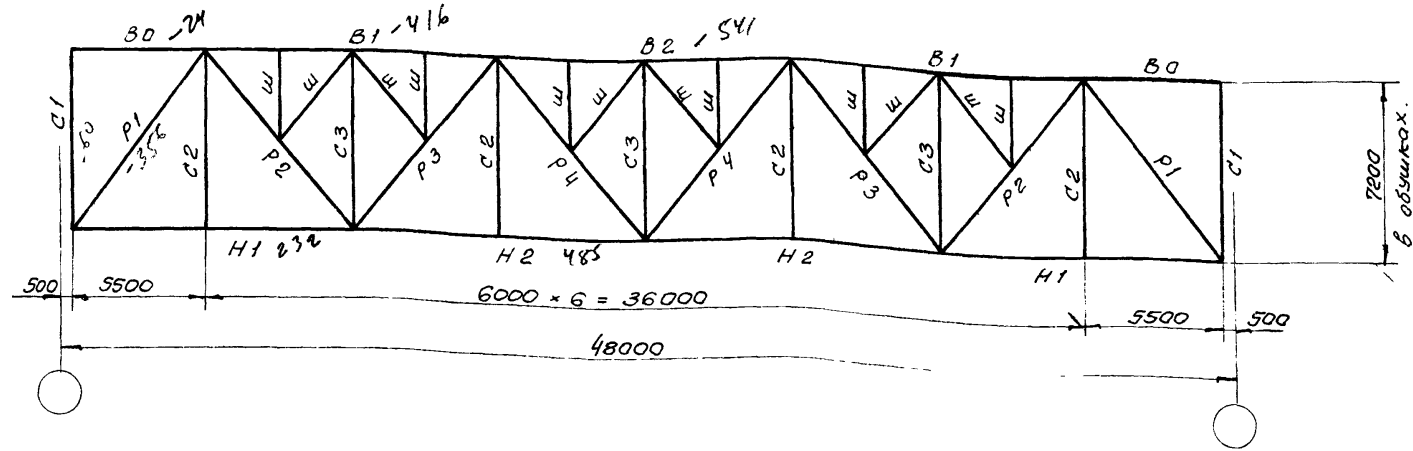 В0 -24
В1 -416
В2 -541
В1
В0
С1
-60
Р1
-356
С2
Ш
Ш
Р2
С3
Ш
Ш
Р3
С2
Ш
Ш
Р4
С3
Ш
Ш
Р4
С2
Ш
Ш
Р3
С3
Ш
Ш
Р2
С2
Р1
С1
7200
в обушках.
Н1 232
Н2 485
Н2
Н1
500
5500
6000 × 6 = 36000
5500
500
48000